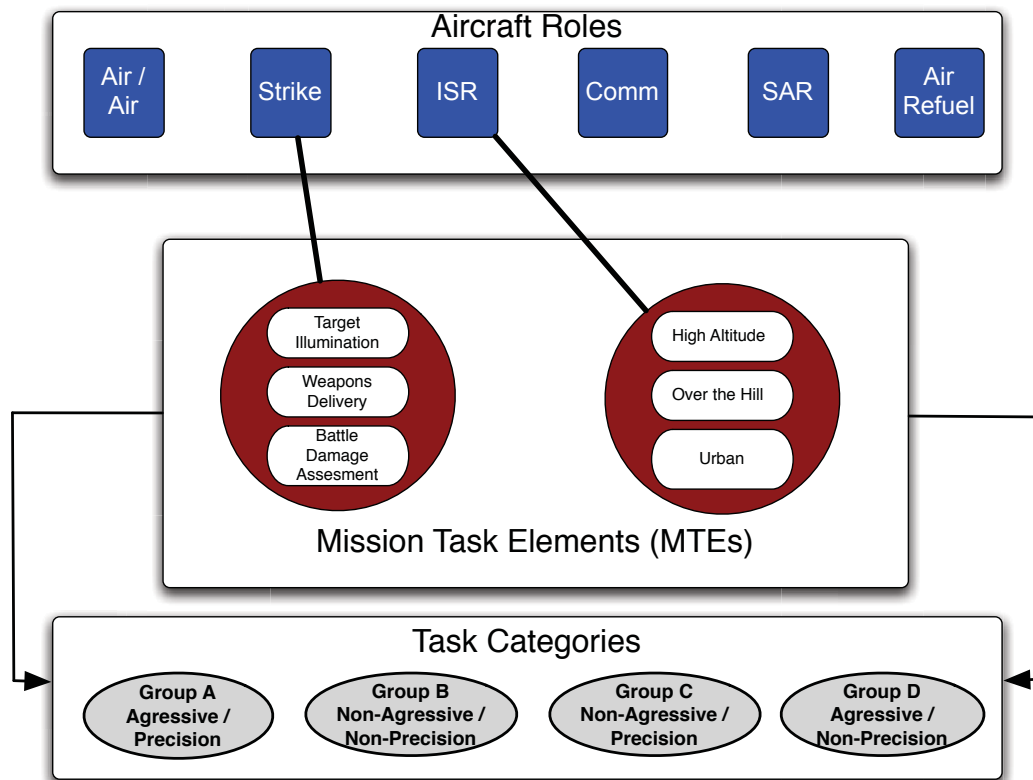 Aircraft Roles
Air /
Air
Strike
ISR
Comm
SAR
Air
Refuel
Target
Illumination
Weapons
Delivery
Battle
Damage
Assesment
High Altitude
Over the Hill
Urban
Mission Task Elements (MTEs)
Task Categories
Group A
Agressive /
Precision
Group B
Non-Agressive /
Non-Precision
Group C
Non-Agressive /
Precision
Group D
Agressive /
Non-Precision